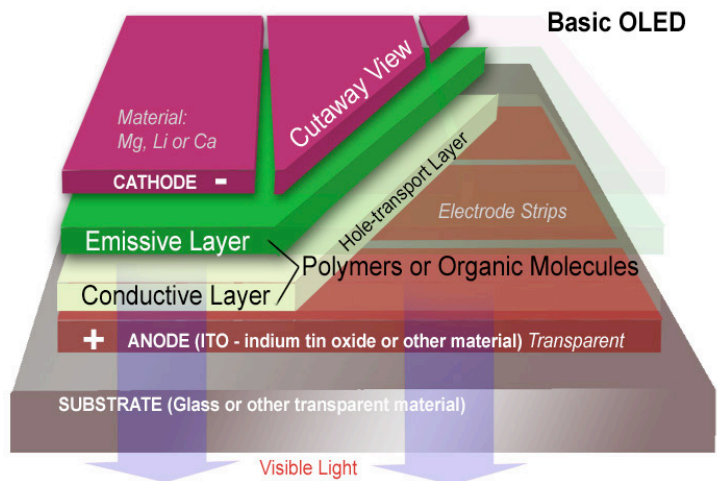 Basic OLED
Cutaway View
Material:
Mg, Li or Ca
CATHODE -
Hole-transport Layer
Electrode Strips
Emissive Layer
Polymers or Organic Molecules
Conductive Layer
+ ANODE (ITO - indium tin oxide or other material) Transparent
SUBSTRATE (Glass or other transparent material)
Visible Light